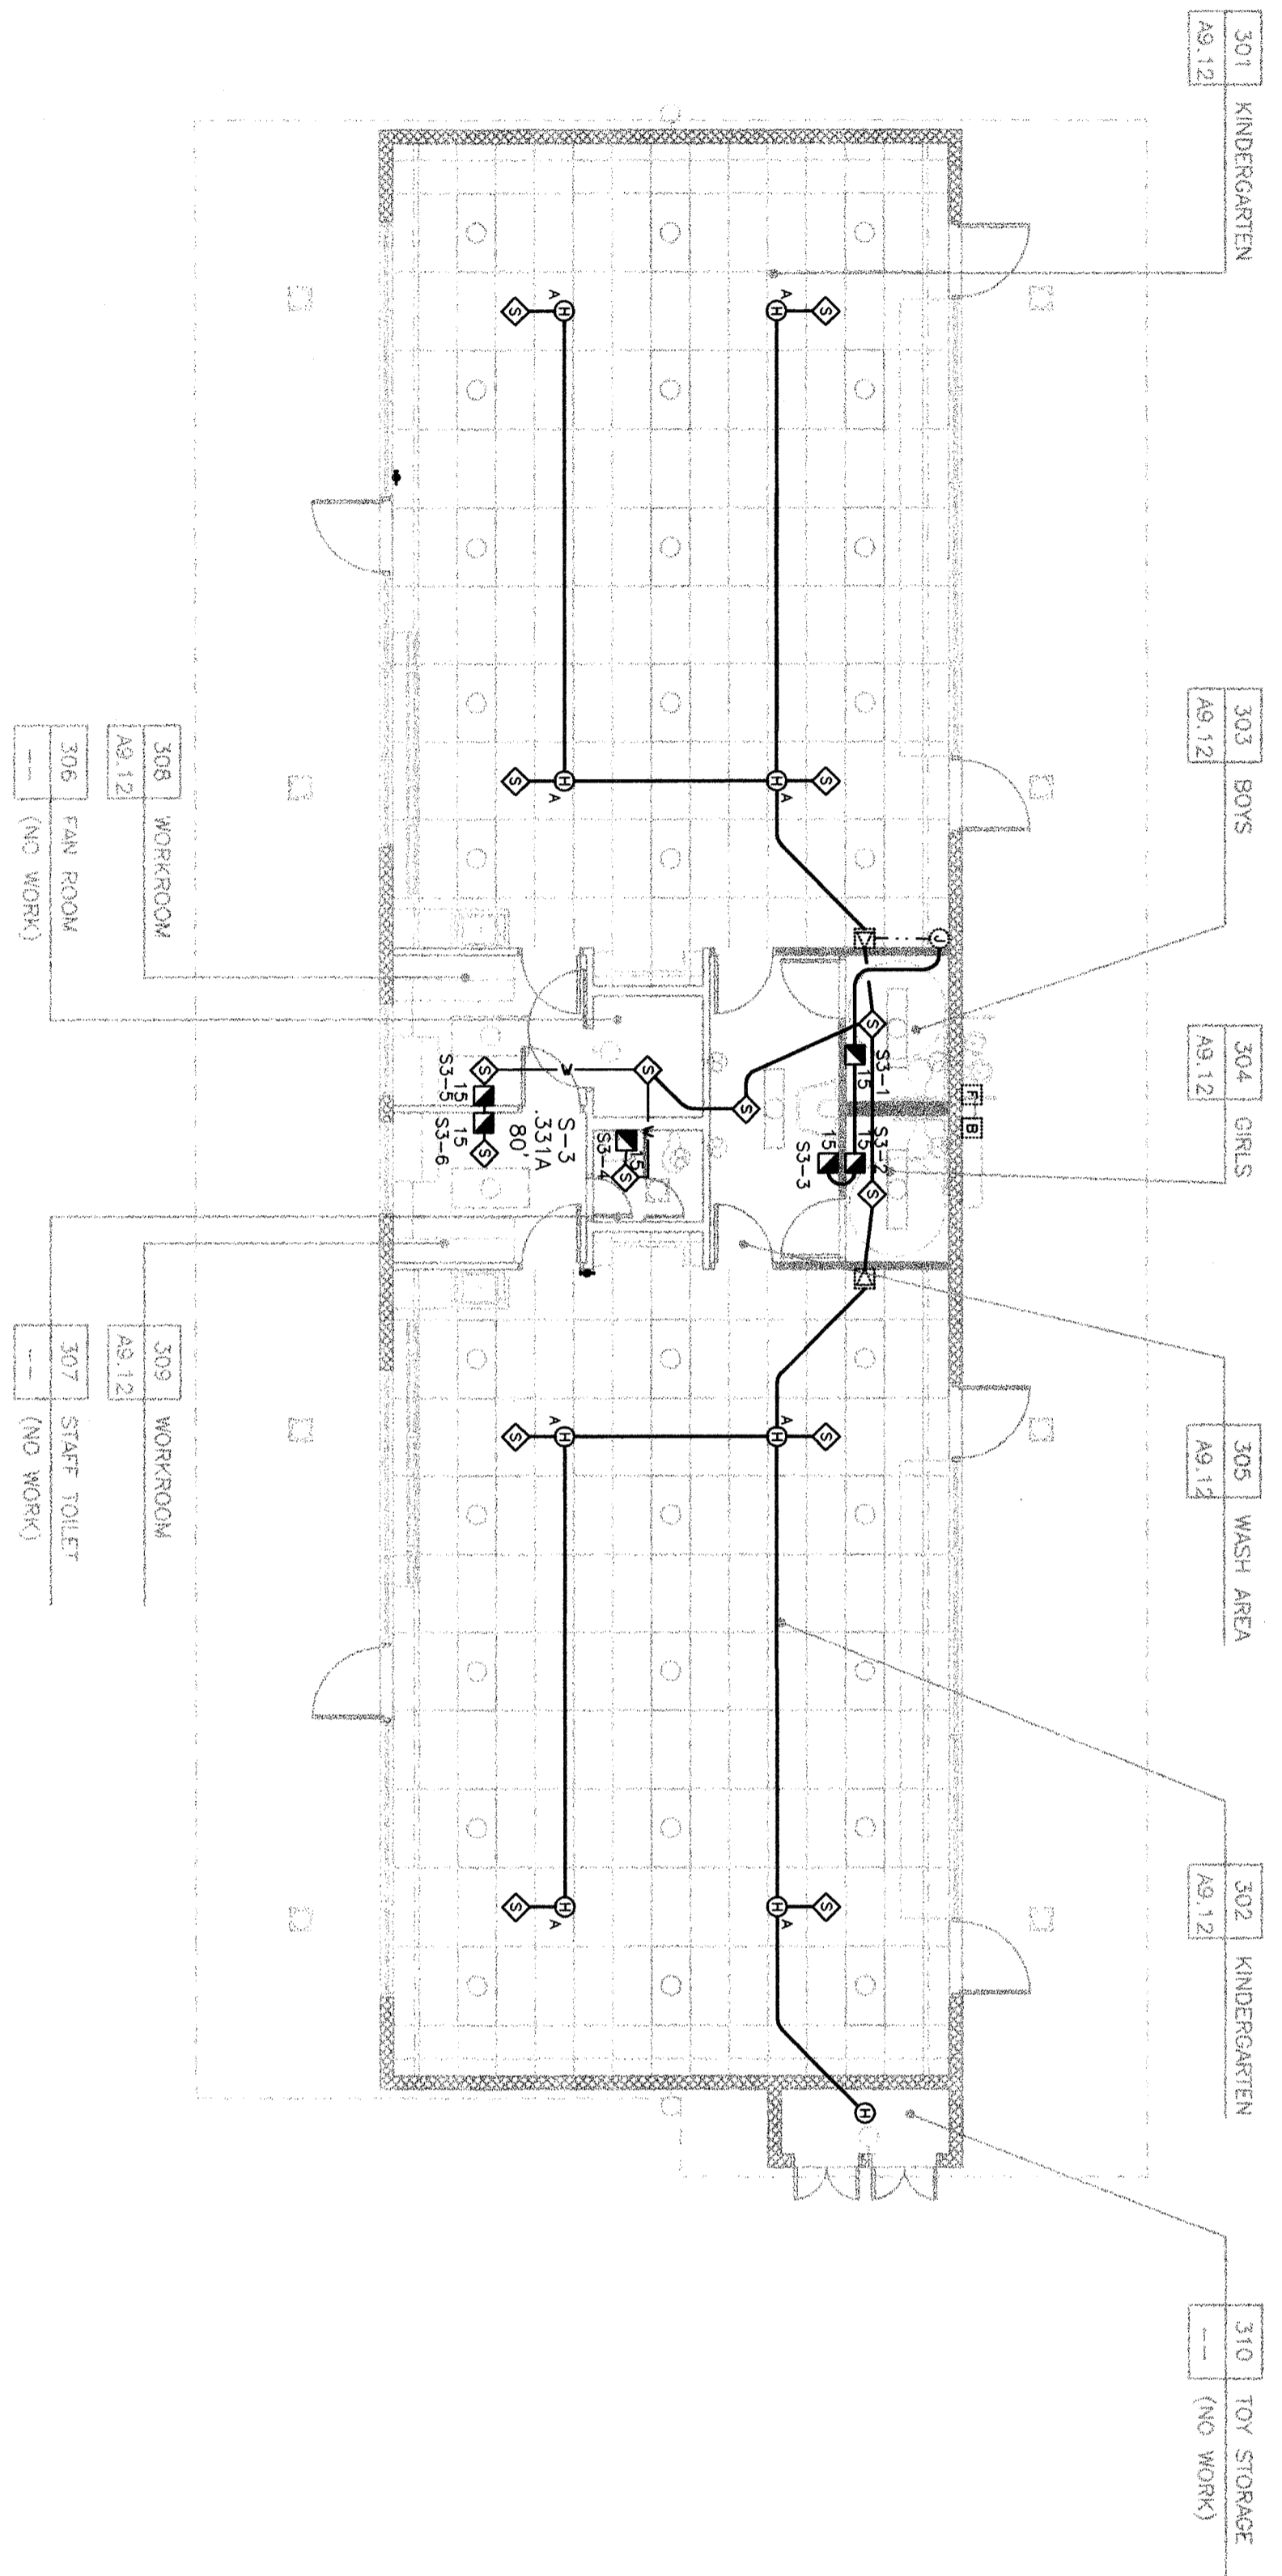 301 KINDERGARTEN
A9.12
303 BOYS
A9.12
304 GIRLS
A9.12
305 WASH AREA
A9.12
302 KINDERGARTEN
A9.12
310 TOY STORAGE
--- (NO WORK)
A H S
A H S
J
S
S3-1
15
F
B
S3-2
15
15
S3-3
S
A H S
A H S
H
S H A
S H A
S
S
W
W
S
15
S3-5
15
S3-6
S
S-3
.331A
80'
15
S3-4
S
S H A
S H A
308 WORKROOM
A9.12
306 FAN ROOM
--- (NO WORK)
309 WORKROOM
A9.12
307 STAFF TOILET
--- (NO WORK)